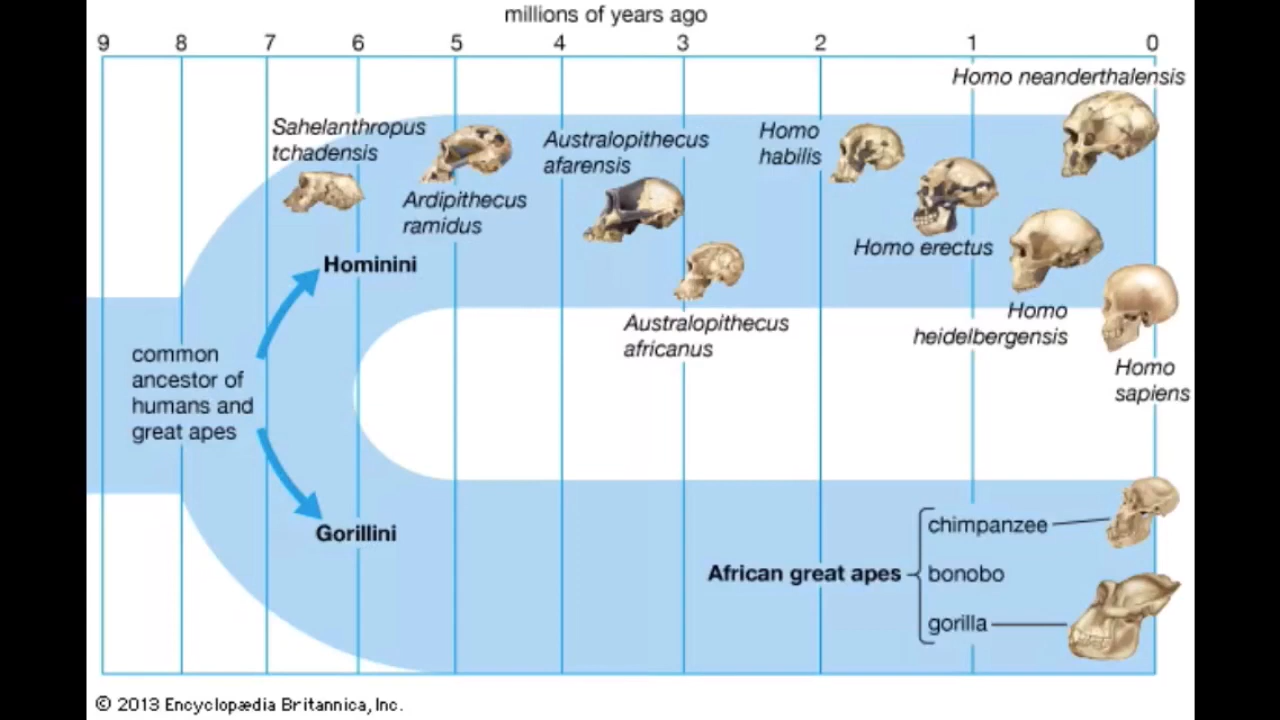 millions of years ago
9 8 7 6 5 4 3 2 1 0
Homo neanderthalensis
Sahelanthropus
tchadensis
Ardipithecus
ramidus
Australopithecus
afarensis
Australopithecus
africanus
Homo
habilis
Homo erectus
Homo
heidelbergensis
Homo
sapiens
Hominini
common
ancestor of
humans and
great apes
Gorillini
African great apes
chimpanzee
bonobo
gorilla
© 2013 Encyclopædia Britannica, Inc.